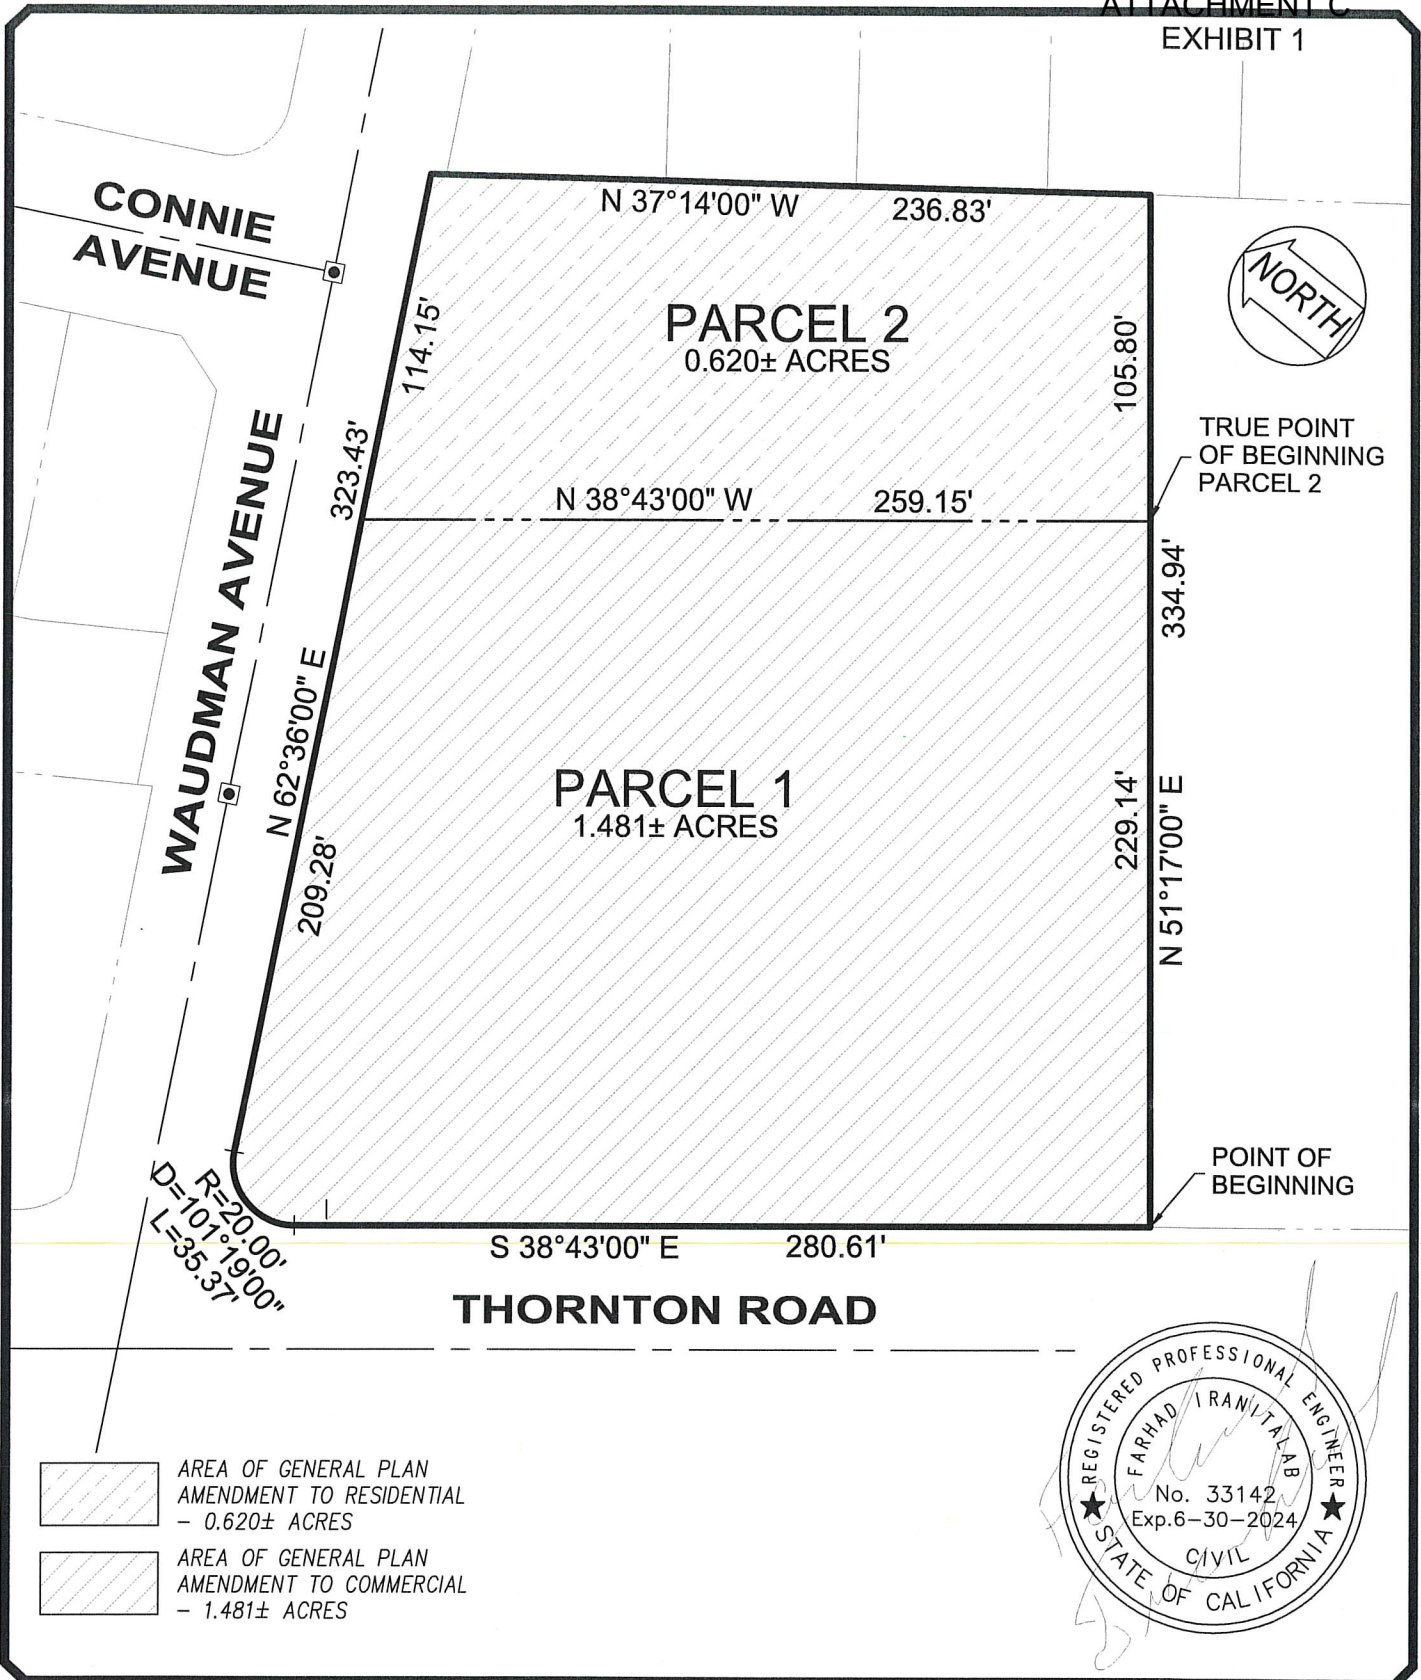 ATTACHMENT C
EXHIBIT 1
CONNIE
AVENUE
N 37°14'00" W 236.83'
NORTH
PARCEL 2
0.620± ACRES
114.15'
105.80'
323.43'
TRUE POINT
OF BEGINNING
PARCEL 2
N 38°43'00" W 259.15'
334.94'
WAUDMAN AVENUE
N 62°36'00" E
PARCEL 1
1.481± ACRES
209.28'
229.14'
N 51°17'00" E
POINT OF
BEGINNING
R=20.00'
D=101°19'00"
L=35.37'
S 38°43'00" E 280.61'
THORNTON ROAD
AREA OF GENERAL PLAN
AMENDMENT TO RESIDENTIAL
- 0.620± ACRES
AREA OF GENERAL PLAN
AMENDMENT TO COMMERCIAL
- 1.481± ACRES
REGISTERED PROFESSIONAL ENGINEER
FARHAD IRANITALAB
No. 33142
Exp.6-30-2024
CIVIL
STATE OF CALIFORNIA